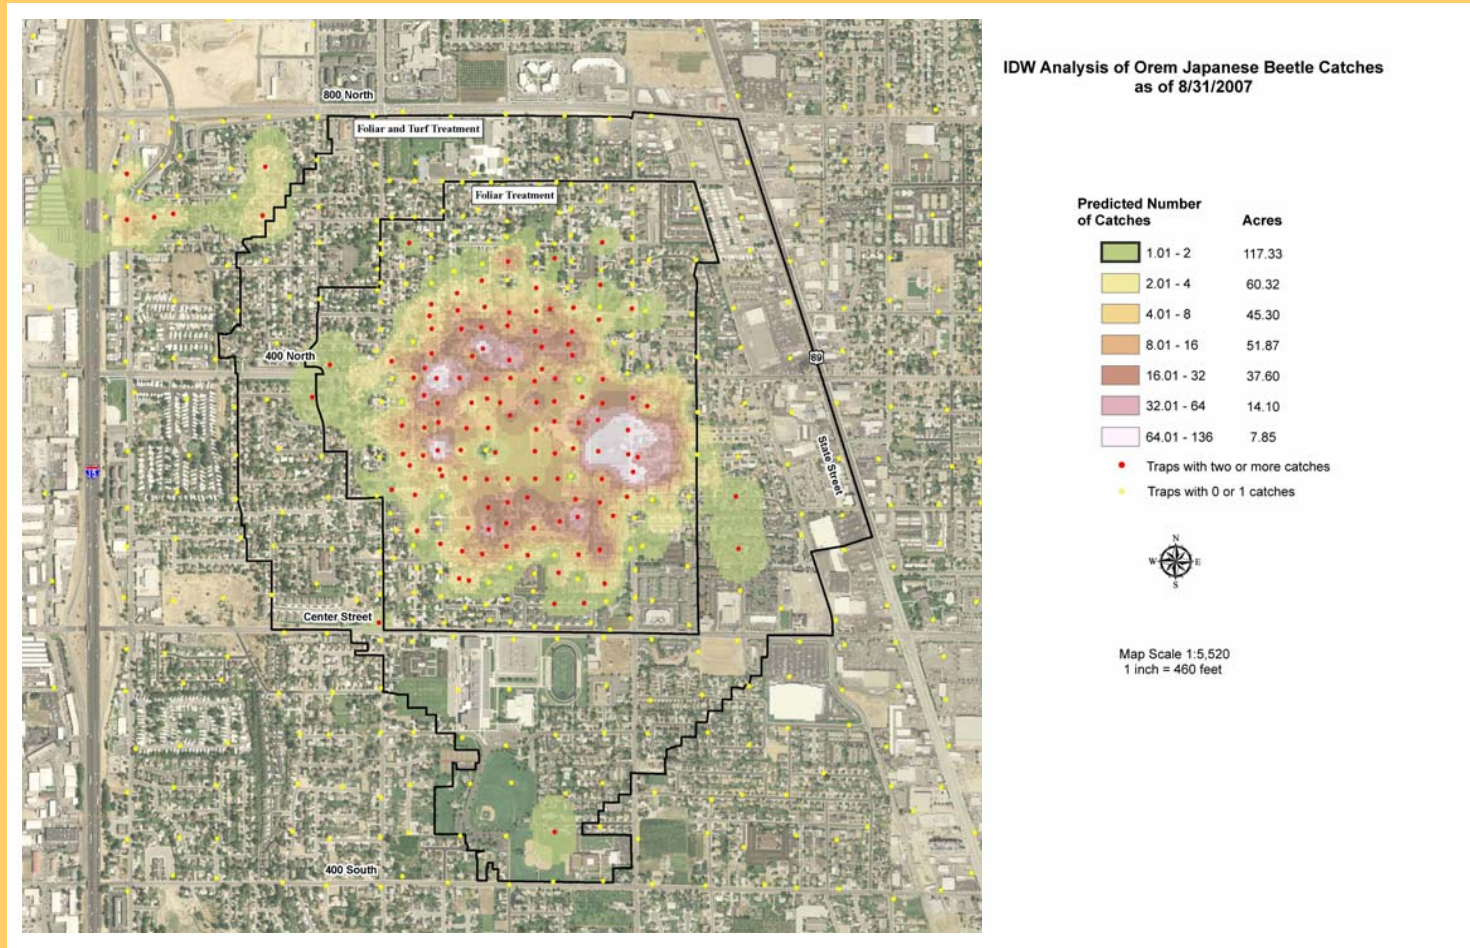 IDW Analysis of Orem Japanese Beetle Catches
as of 8/31/2007
800 North
Foliar and Turf Treatment
Foliar Treatment
400 North
89
State Street
Center Street
400 South
Predicted Number
of Catches
Acres
1.01 - 2 117.33
2.01 - 4 60.32
4.01 - 8 45.30
8.01 - 16 51.87
16.01 - 32 37.60
32.01 - 64 14.10
64.01 - 136 7.85
Traps with two or more catches
Traps with 0 or 1 catches
N
W E
S
Map Scale 1:5,520
1 inch = 460 feet